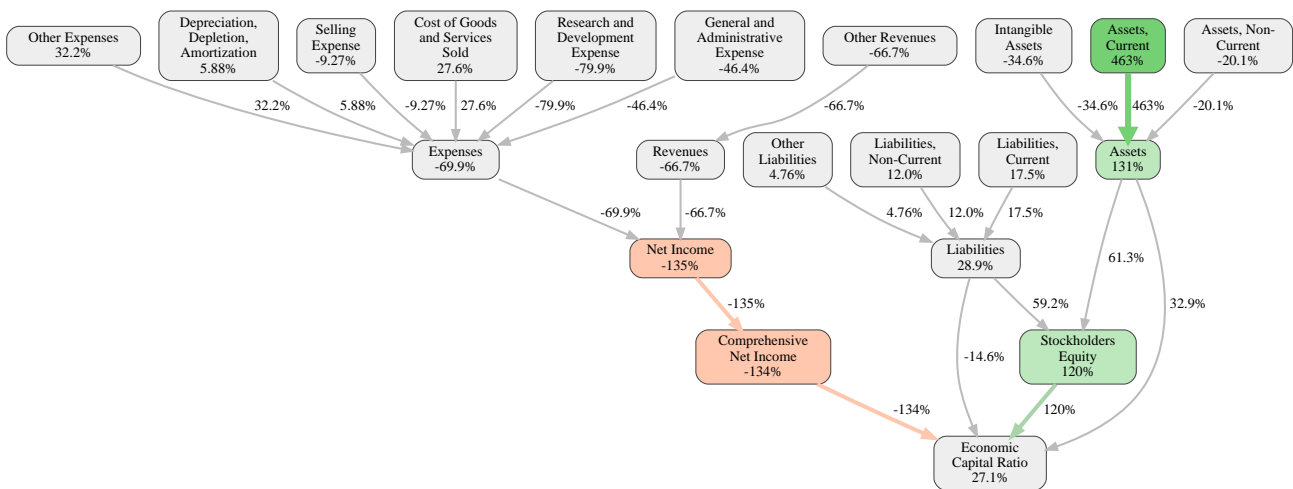 Other Expenses
32.2%
Depreciation,
Depletion,
Amortization
5.88%
Selling
Expense
-9.27%
Cost of Goods
and Services
Sold
27.6%
Research and
Development
Expense
-79.9%
General and
Administrative
Expense
-46.4%
Other Revenues
-66.7%
Intangible
Assets
-34.6%
Assets,
Current
463%
Assets, Non-
Current
-20.1%
32.2%
5.88%
-9.27%
27.6%
-79.9%
-46.4%
-66.7%
-34.6%
463%
-20.1%
Expenses
-69.9%
Revenues
-66.7%
Other
Liabilities
4.76%
Liabilities,
Non-Current
12.0%
Liabilities,
Current
17.5%
Assets
131%
-69.9%
-66.7%
4.76%
12.0%
17.5%
Net Income
-135%
Liabilities
28.9%
61.3%
-135%
59.2%
32.9%
Comprehensive
Net Income
-134%
-14.6%
Stockholders
Equity
120%
-134%
120%
Economic
Capital Ratio
27.1%